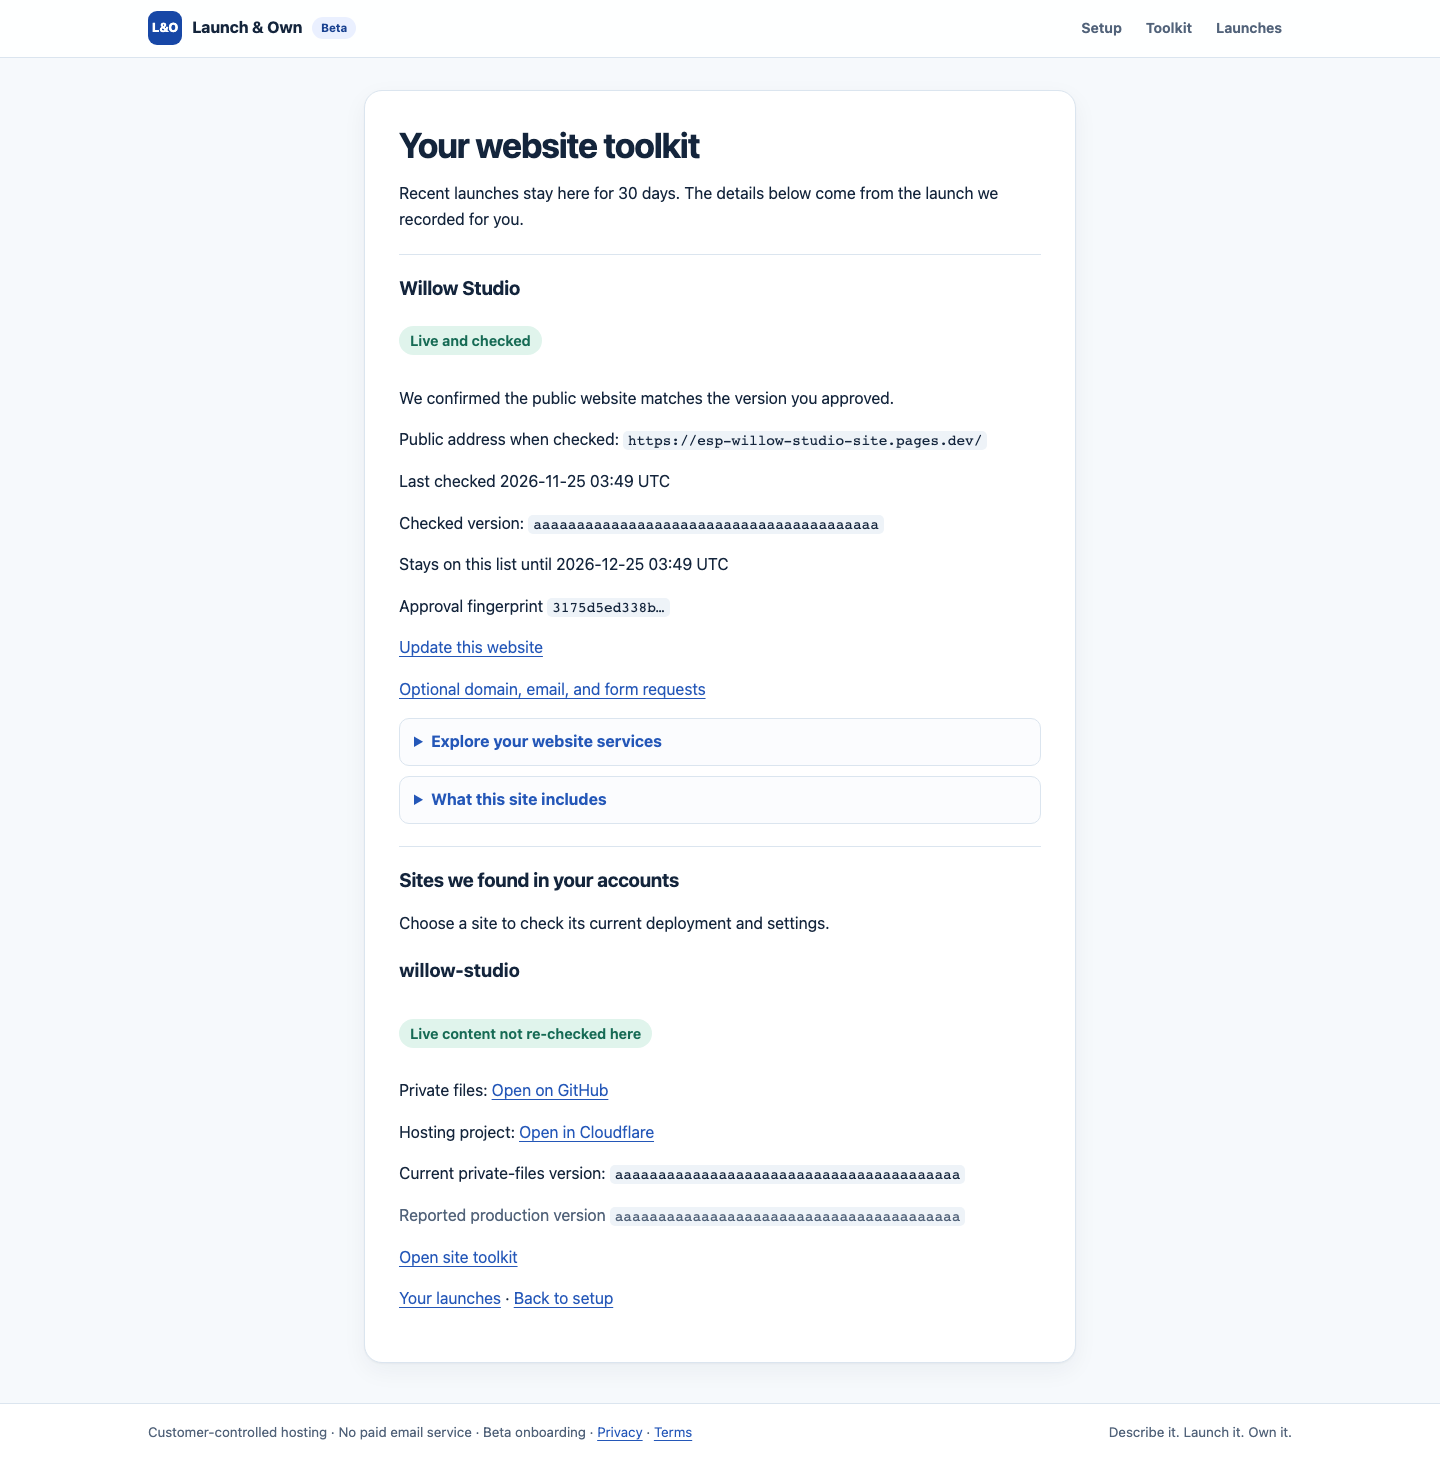 L&O Launch & Own Beta Setup Toolkit Launches
Your website toolkit
Recent launches stay here for 30 days. The details below come from the launch we
recorded for you.
Willow Studio
Live and checked
We confirmed the public website matches the version you approved.
Public address when checked: https://esp-willow-studio-site.pages.dev/
Last checked 2026-11-25 03:49 UTC
Checked version: aaaaaaaaaaaaaaaaaaaaaaaaaaaaaaaaaaaaaaaa
Stays on this list until 2026-12-25 03:49 UTC
Approval fingerprint 3175d5ed338b…
Update this website
Optional domain, email, and form requests
Explore your website services
What this site includes
Sites we found in your accounts
Choose a site to check its current deployment and settings.
willow-studio
Live content not re-checked here
Private files: Open on GitHub
Hosting project: Open in Cloudflare
Current private-files version: aaaaaaaaaaaaaaaaaaaaaaaaaaaaaaaaaaaaaaaa
Reported production version aaaaaaaaaaaaaaaaaaaaaaaaaaaaaaaaaaaaaaaa
Open site toolkit
Your launches · Back to setup
Customer-controlled hosting · No paid email service · Beta onboarding · Privacy · Terms Describe it. Launch it. Own it.